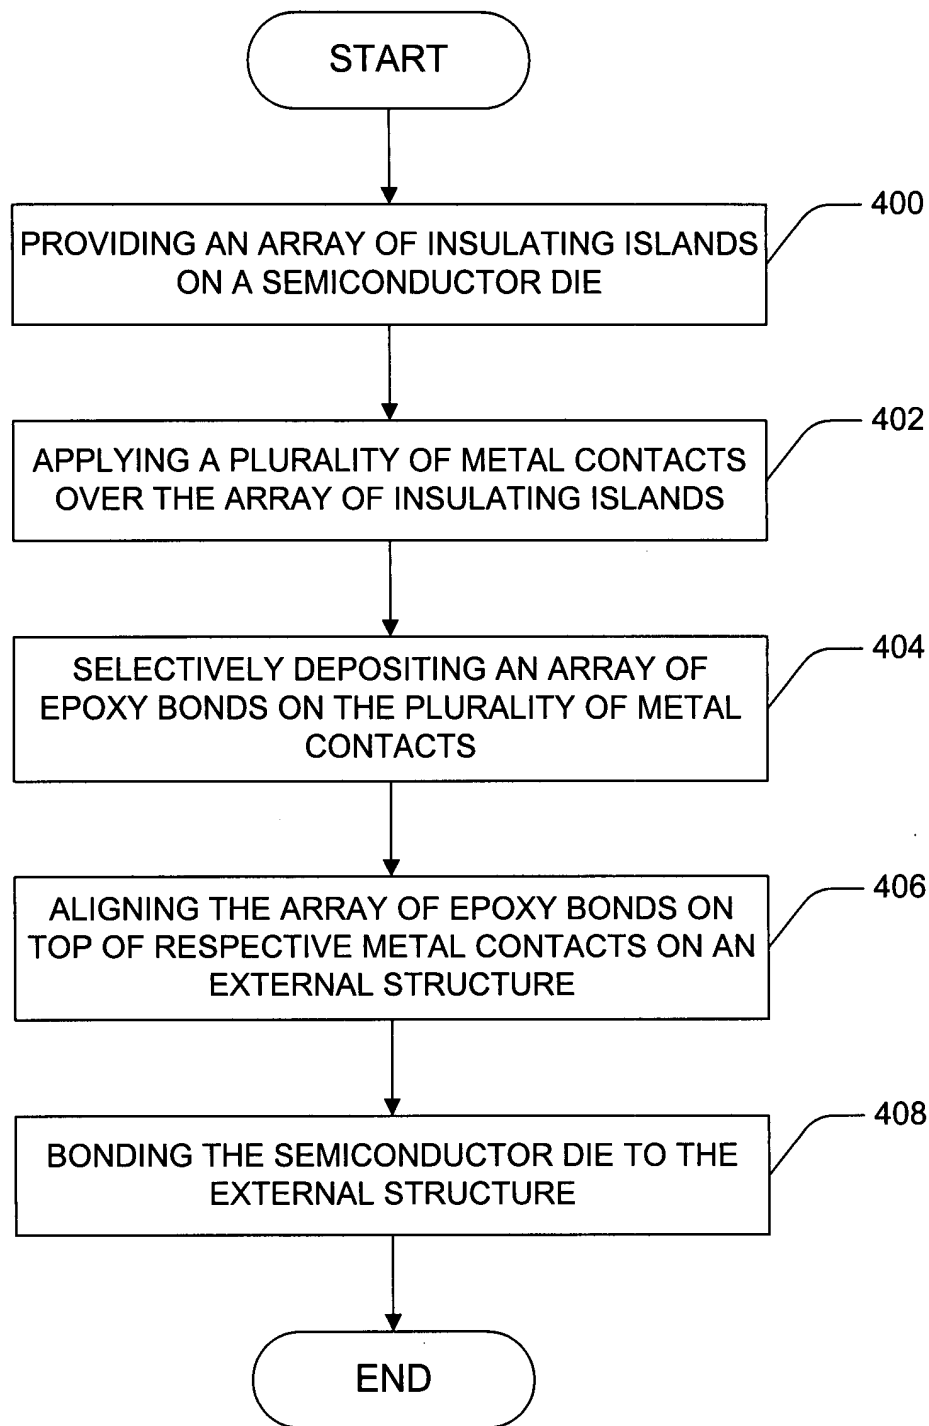 START
400
PROVIDING AN ARRAY OF INSULATING ISLANDS
ON A SEMICONDUCTOR DIE
402
APPLYING A PLURALITY OF METAL CONTACTS
OVER THE ARRAY OF INSULATING ISLANDS
404
SELECTIVELY DEPOSITING AN ARRAY OF
EPOXY BONDS ON THE PLURALITY OF METAL
CONTACTS
406
ALIGNING THE ARRAY OF EPOXY BONDS ON
TOP OF RESPECTIVE METAL CONTACTS ON AN
EXTERNAL STRUCTURE
408
BONDING THE SEMICONDUCTOR DIE TO THE
EXTERNAL STRUCTURE
END